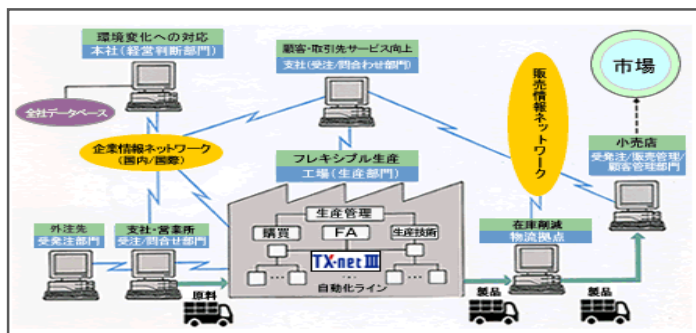 環境変化への対応
本社(経営判断部門)
全社データベース
企業情報ネットワーク
(国内/国際)
顧客・取引先サービス向上
支社(受注/問合わせ部門)
販売情報ネットワーク
市場
小売店
受発注/販売管理/
顧客管理部門
フレキシブル生産
工場(生産部門)
外注先
受発注部門
支社・営業所
受注/問合せ部門
生産管理
購買
FA
生産技術
TX-net III
自動化ライン
在庫削減
物流拠点
原料
製品
製品